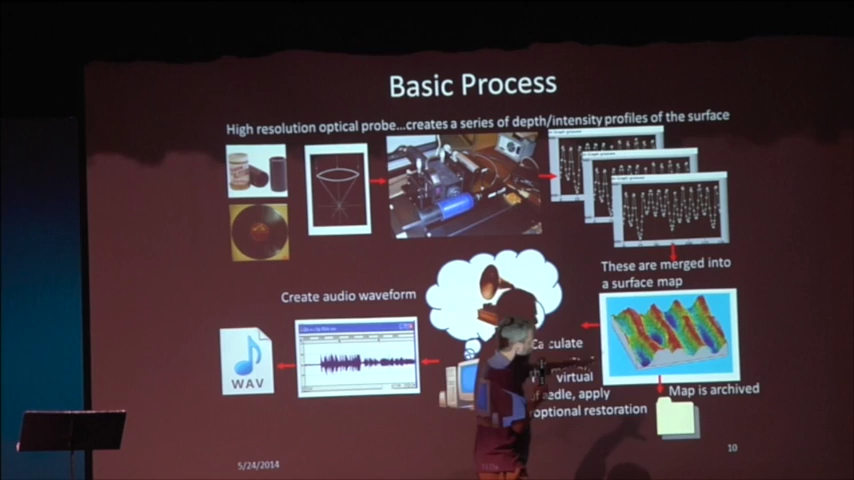 Basic Process
High resolution optical probe...creates a series of depth/intensity profiles of the surface
These are merged into
a surface map
Create audio waveform
Calculate
virtual
needle, apply
optional restoration
Map is archived
WAV
5/24/2014
10